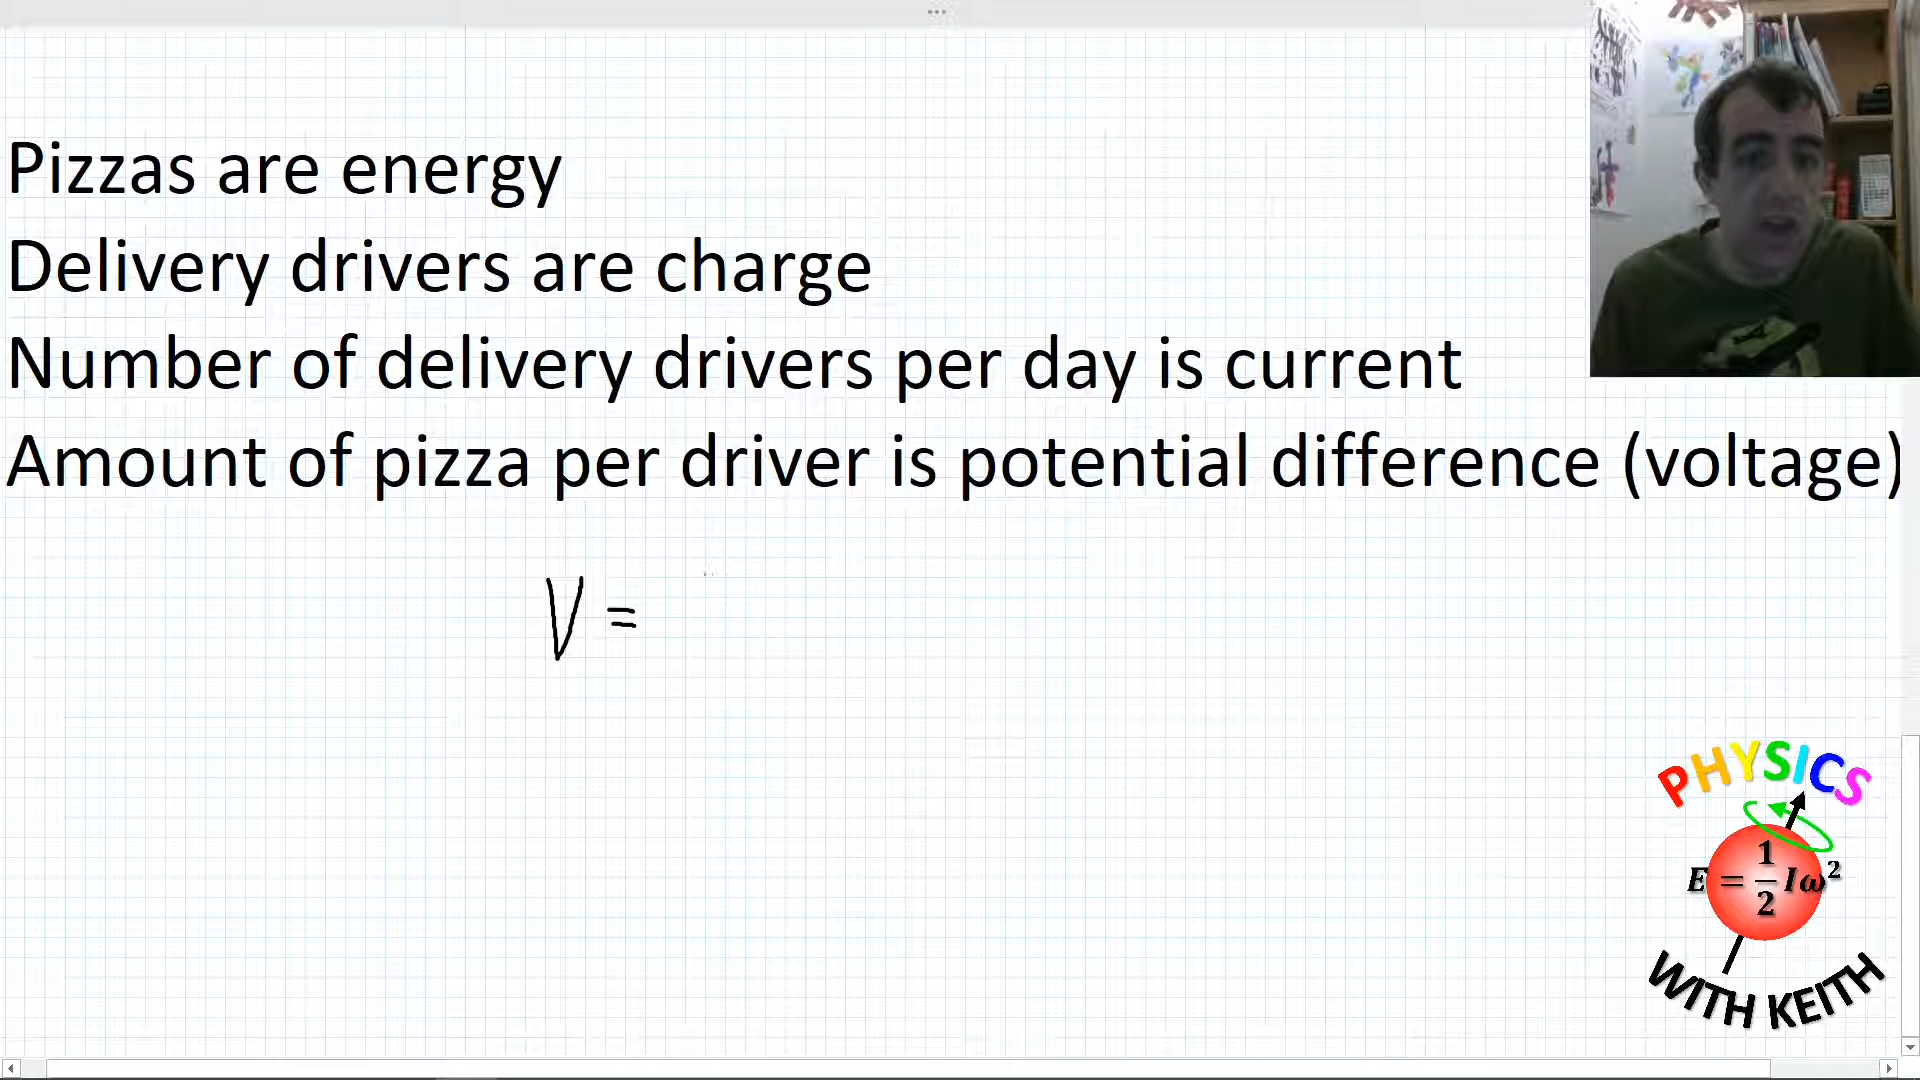 Pizzas are energy
Delivery drivers are charge
Number of delivery drivers per day is current
Amount of pizza per driver is potential difference (voltage)
V =
PHYSICS
E = 1/2 Iω²
WITH KEITH